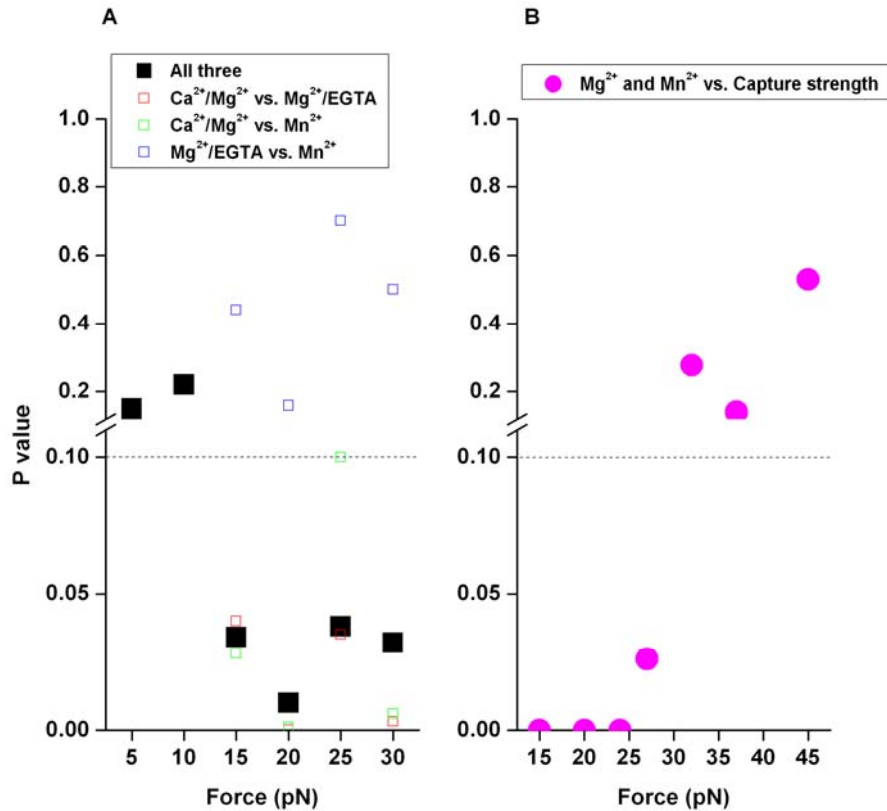 A
B
All three
Ca²⁺/Mg²⁺ vs. Mg²⁺/EGTA
Ca²⁺/Mg²⁺ vs. Mn²⁺
Mg²⁺/EGTA vs. Mn²⁺
Mg²⁺ and Mn²⁺ vs. Capture strength
P value
1.0
0.8
0.6
0.4
0.2
0.10
0.05
0.00
5 10 15 20 25 30
Force (pN)
1.0
0.8
0.6
0.4
0.2
0.10
0.05
0.00
15 20 25 30 35 40 45
Force (pN)